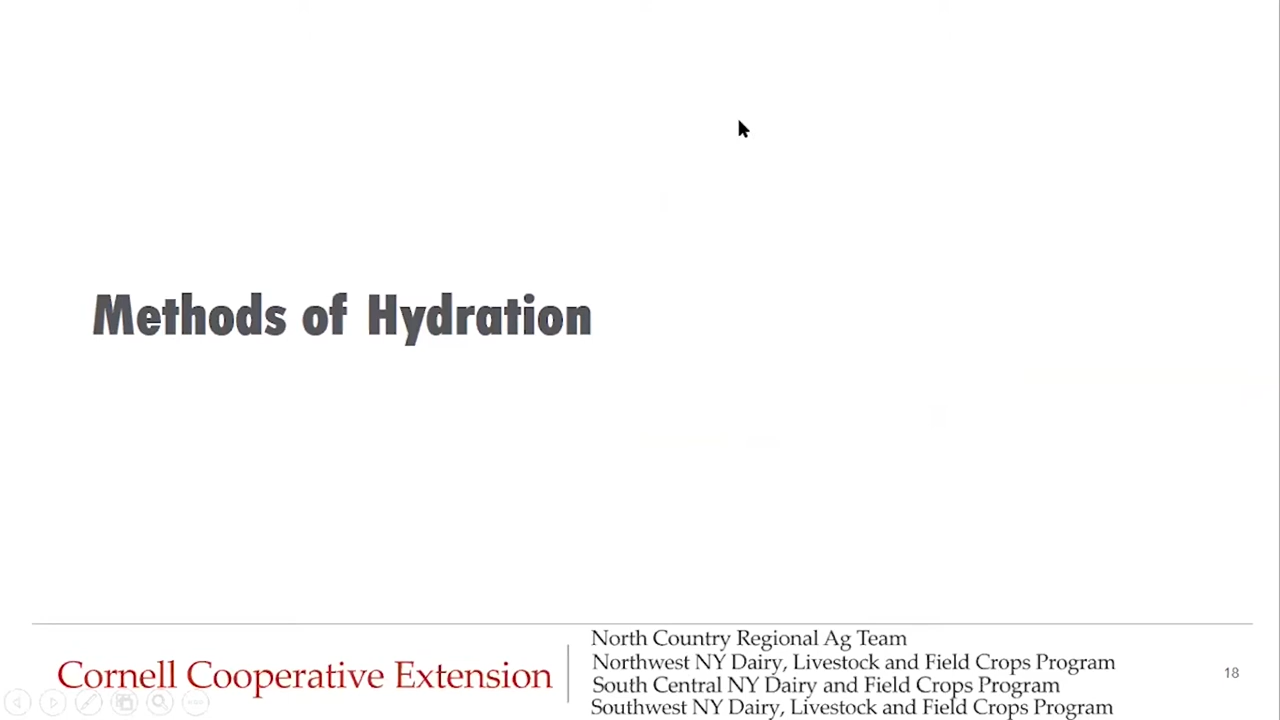 Methods of Hydration
Cornell Cooperative Extension
North Country Regional Ag Team
Northwest NY Dairy, Livestock and Field Crops Program
South Central NY Dairy and Field Crops Program
Southwest NY Dairy, Livestock and Field Crops Program
18